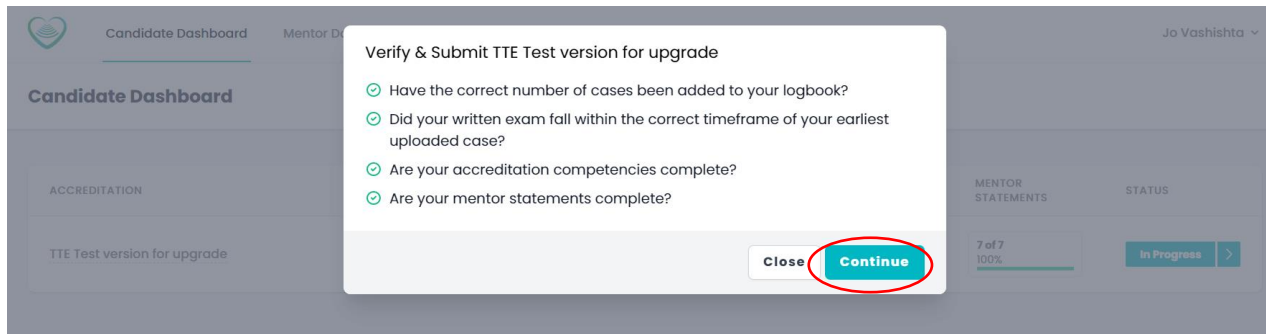 Candidate Dashboard
Mentor D
Jo Vashishta
Candidate Dashboard
Verify & Submit TTE Test version for upgrade
Have the correct number of cases been added to your logbook?
Did your written exam fall within the correct timeframe of your earliest
uploaded case?
Are your accreditation competencies complete?
Are your mentor statements complete?
Close
Continue
ACCREDITATION
MENTOR
STATEMENTS
STATUS
TTE Test version for upgrade
7 of 7
100%
In Progress